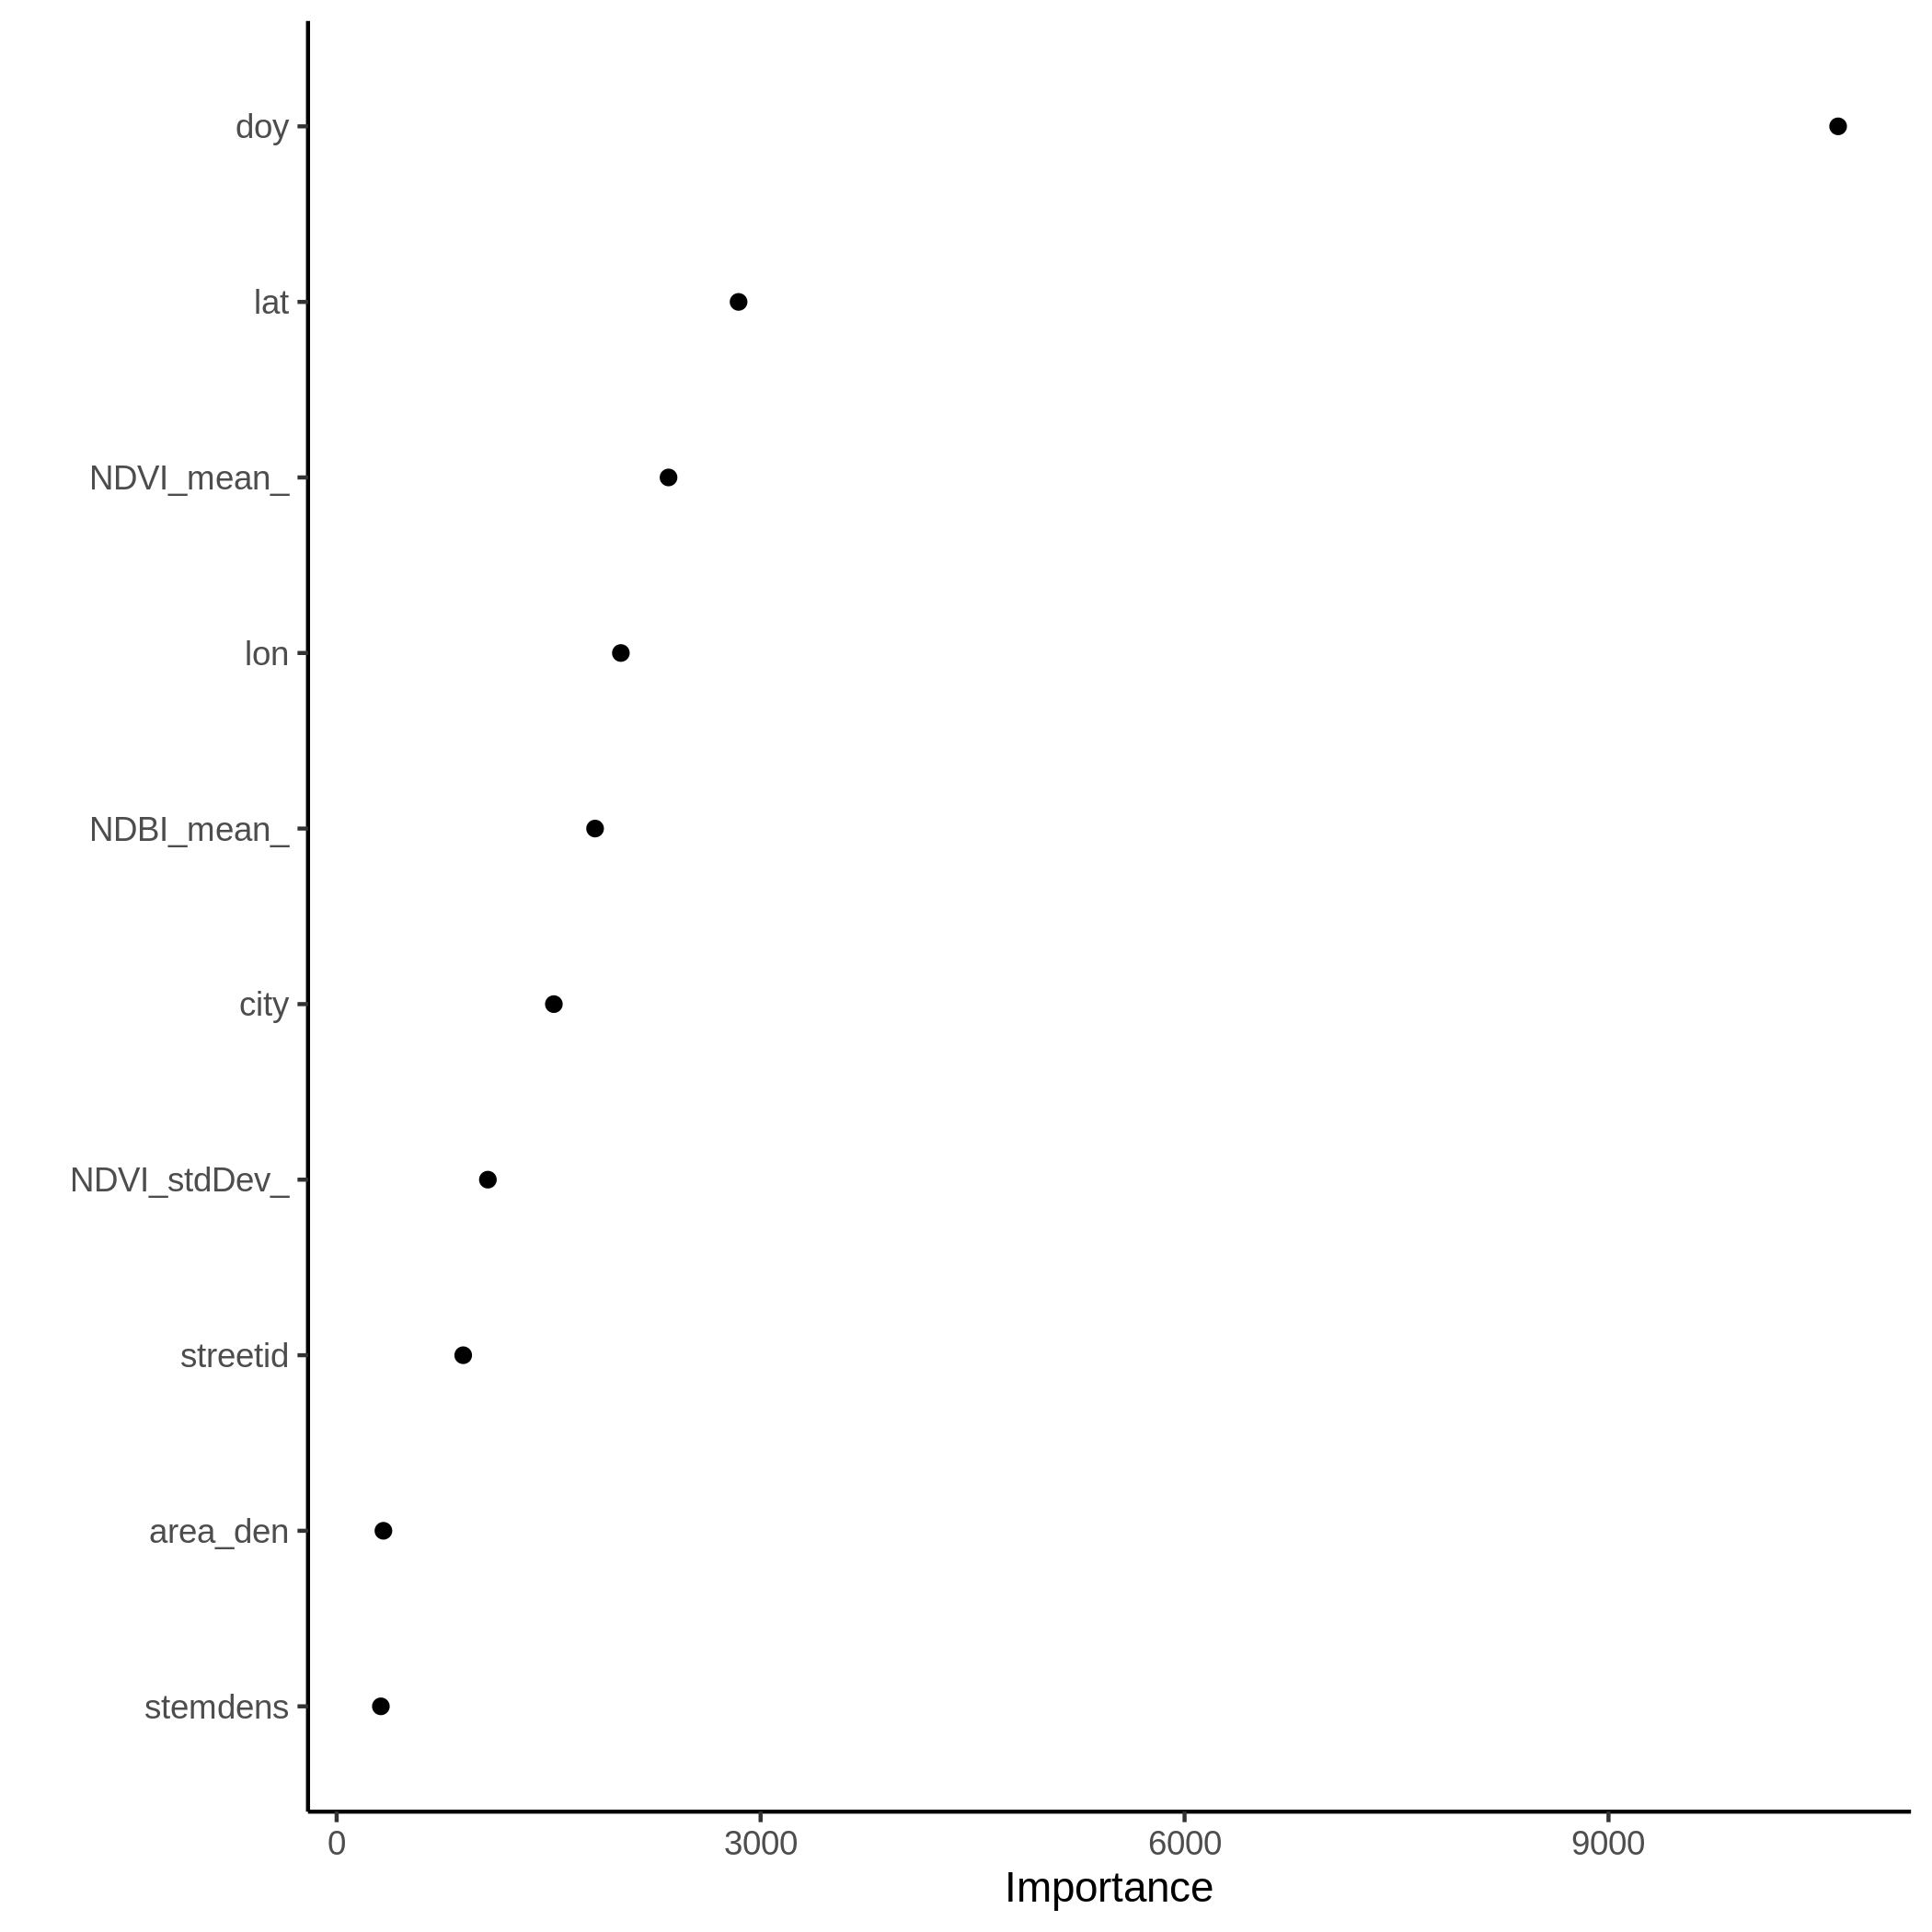 doy
lat
NDVI_mean_
lon
NDBI_mean_
city
NDVI_stdDev_
streetid
area_den
stemdens
0 3000 6000 9000
Importance